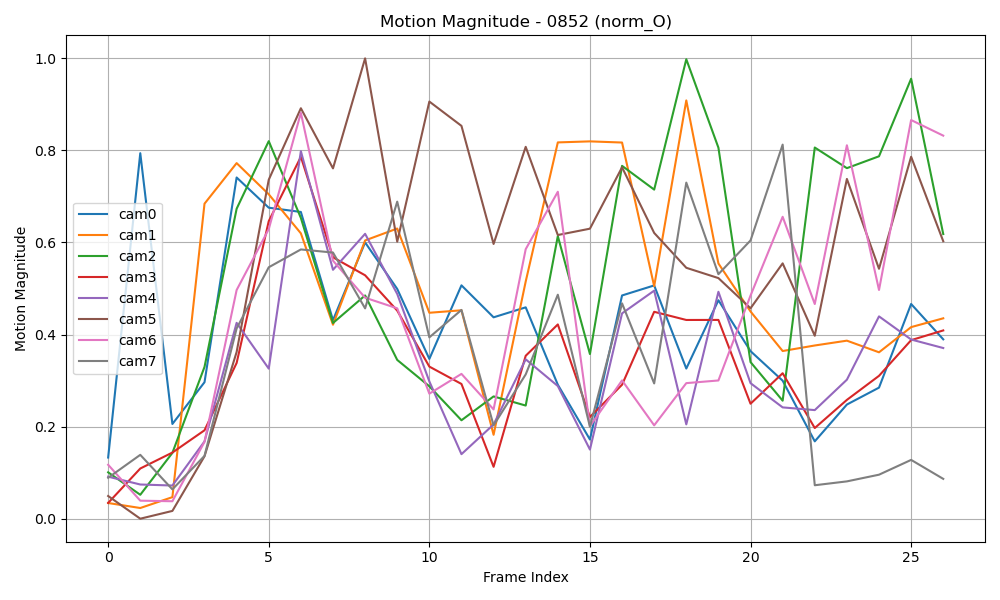 Motion Magnitude - 0852 (norm_O)
Motion Magnitude
1.0
0.8
0.6
0.4
0.2
0.0
cam0
cam1
cam2
cam3
cam4
cam5
cam6
cam7
0 5 10 15 20 25
Frame Index